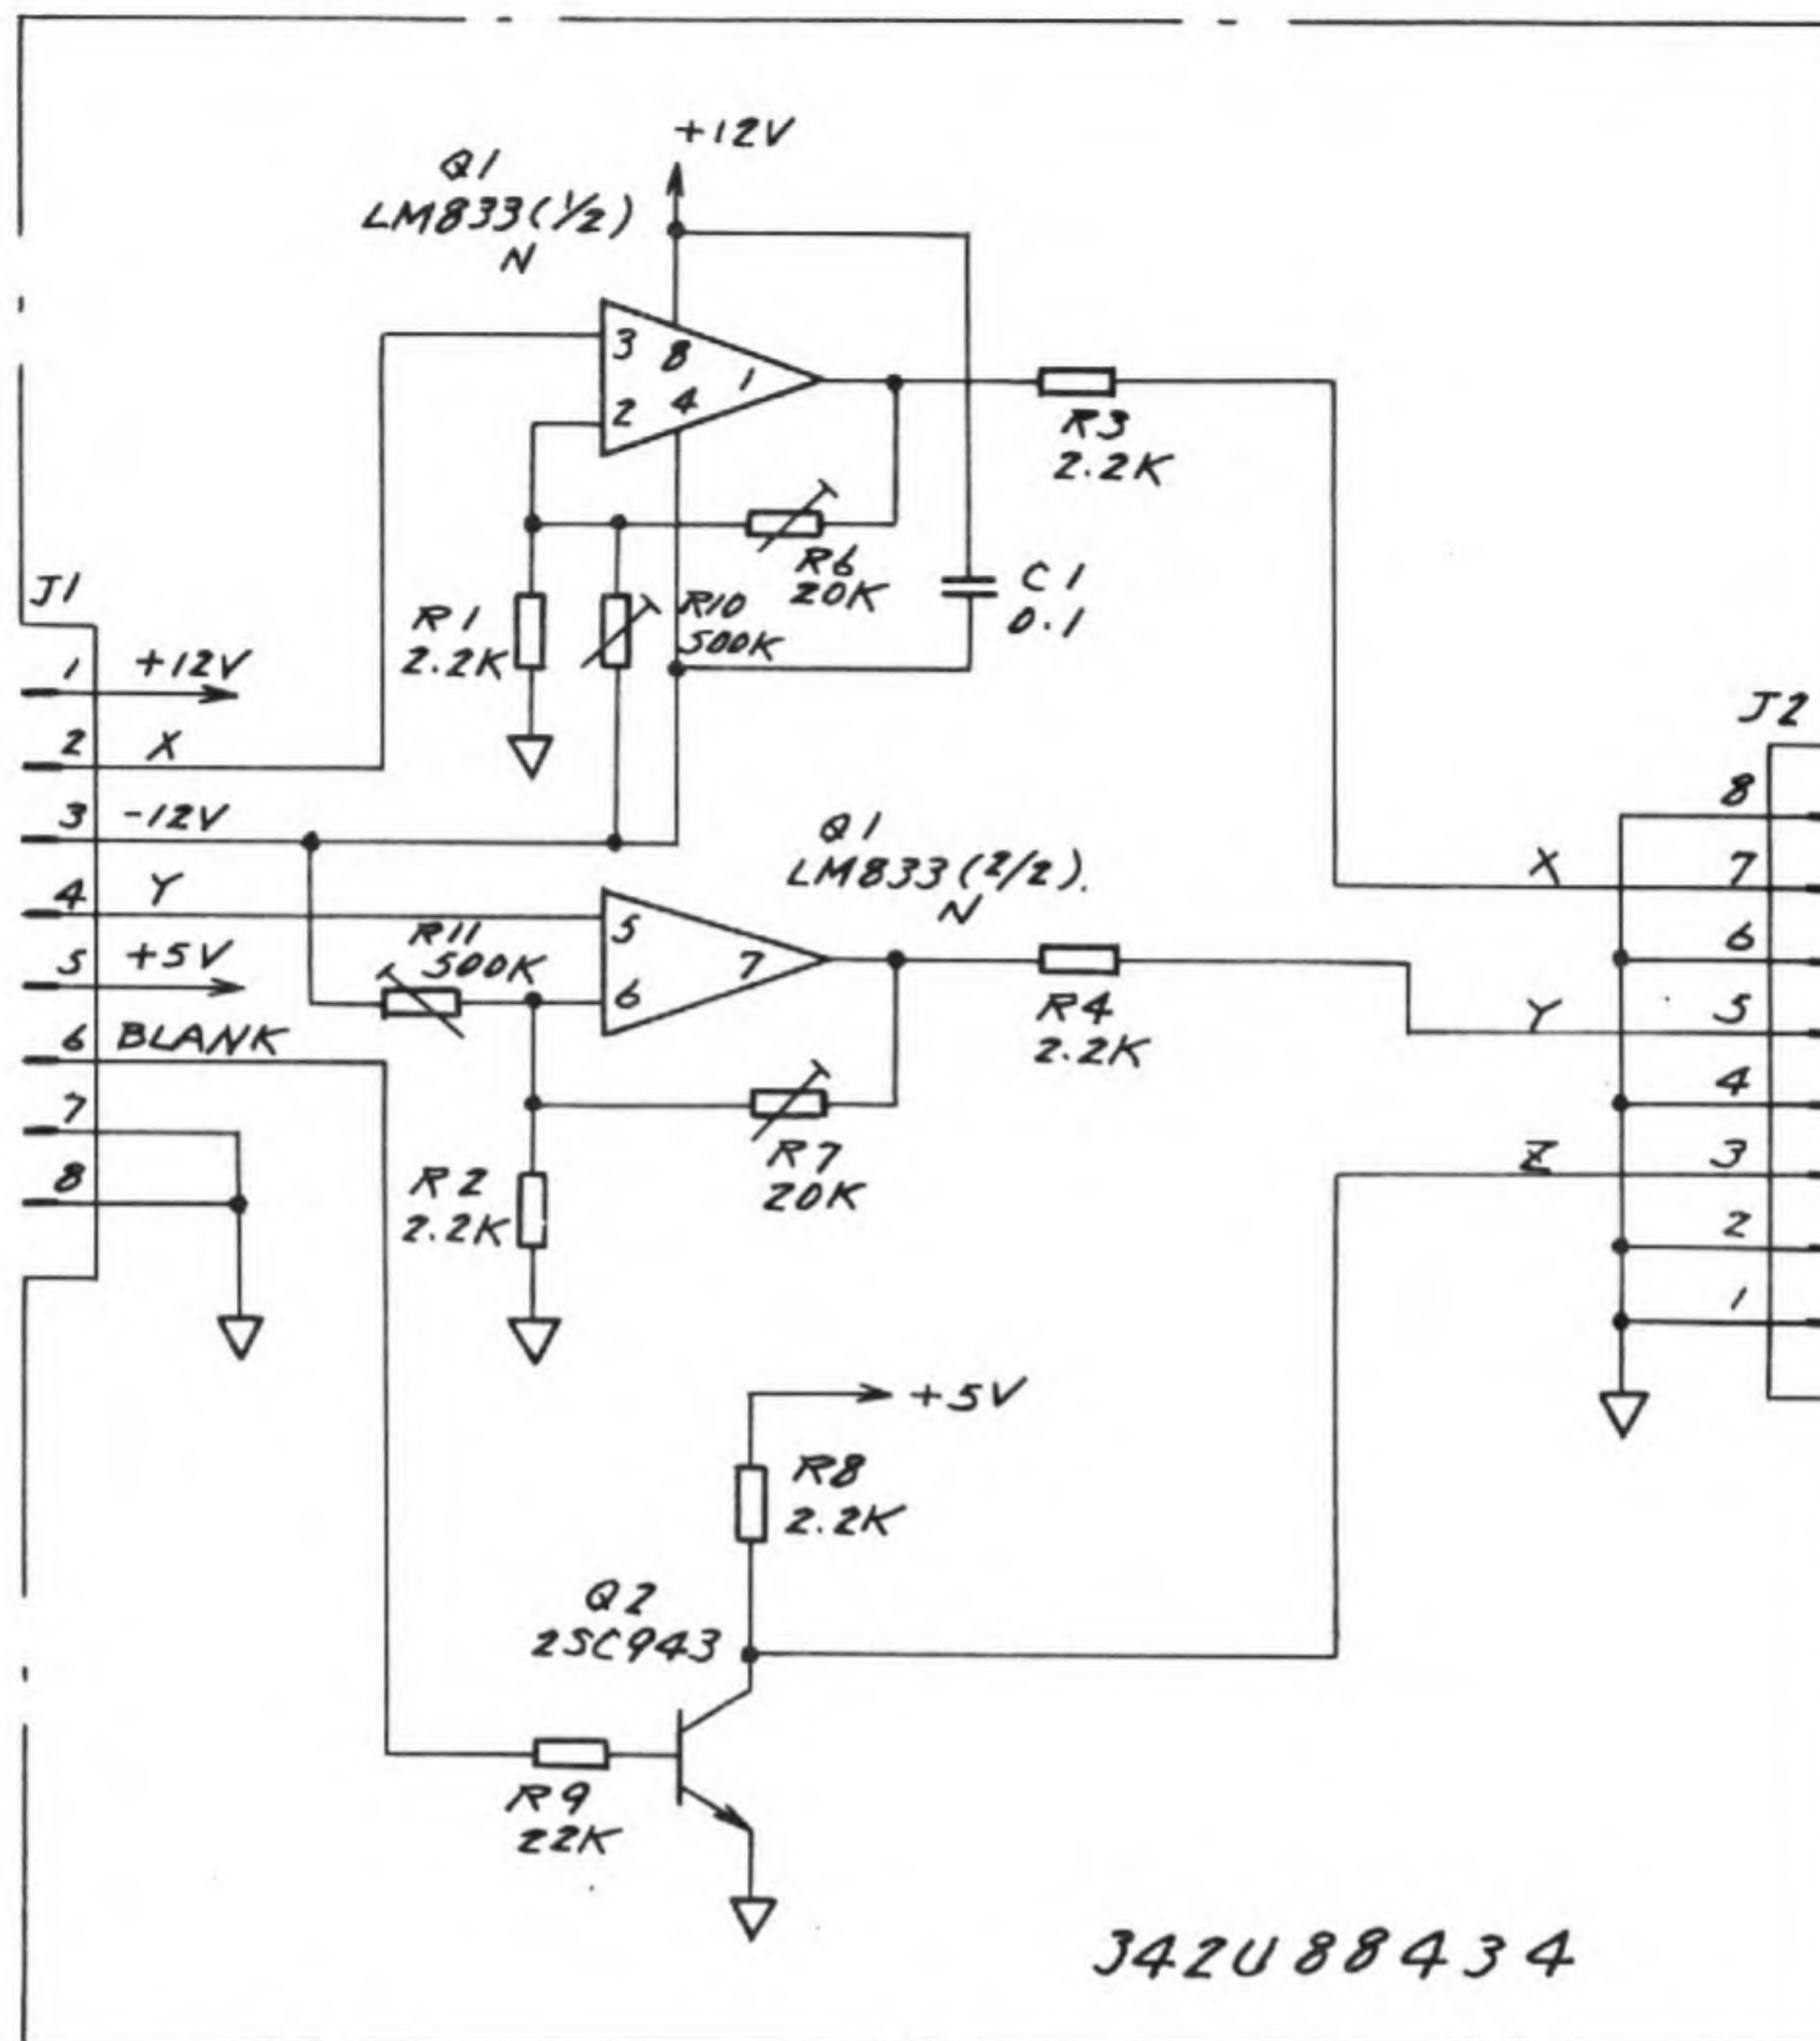 +12V
Q1
LM833(1/2)
N
3
8
1
2
4
R3
2.2K
R6
20K
C1
0.1
R1
2.2K
R10
500K
J1
1 +12V
2 X
3 -12V
4 Y
5 +5V
6 BLANK
7
8
Q1
LM833(2/2).
N
R11
500K
5
7
6
R4
2.2K
R7
20K
R2
2.2K
J2
8
X 7
6
Y 5
4
Z 3
2
1
+5V
R8
2.2K
Q2
2SC943
R9
22K
342U88434